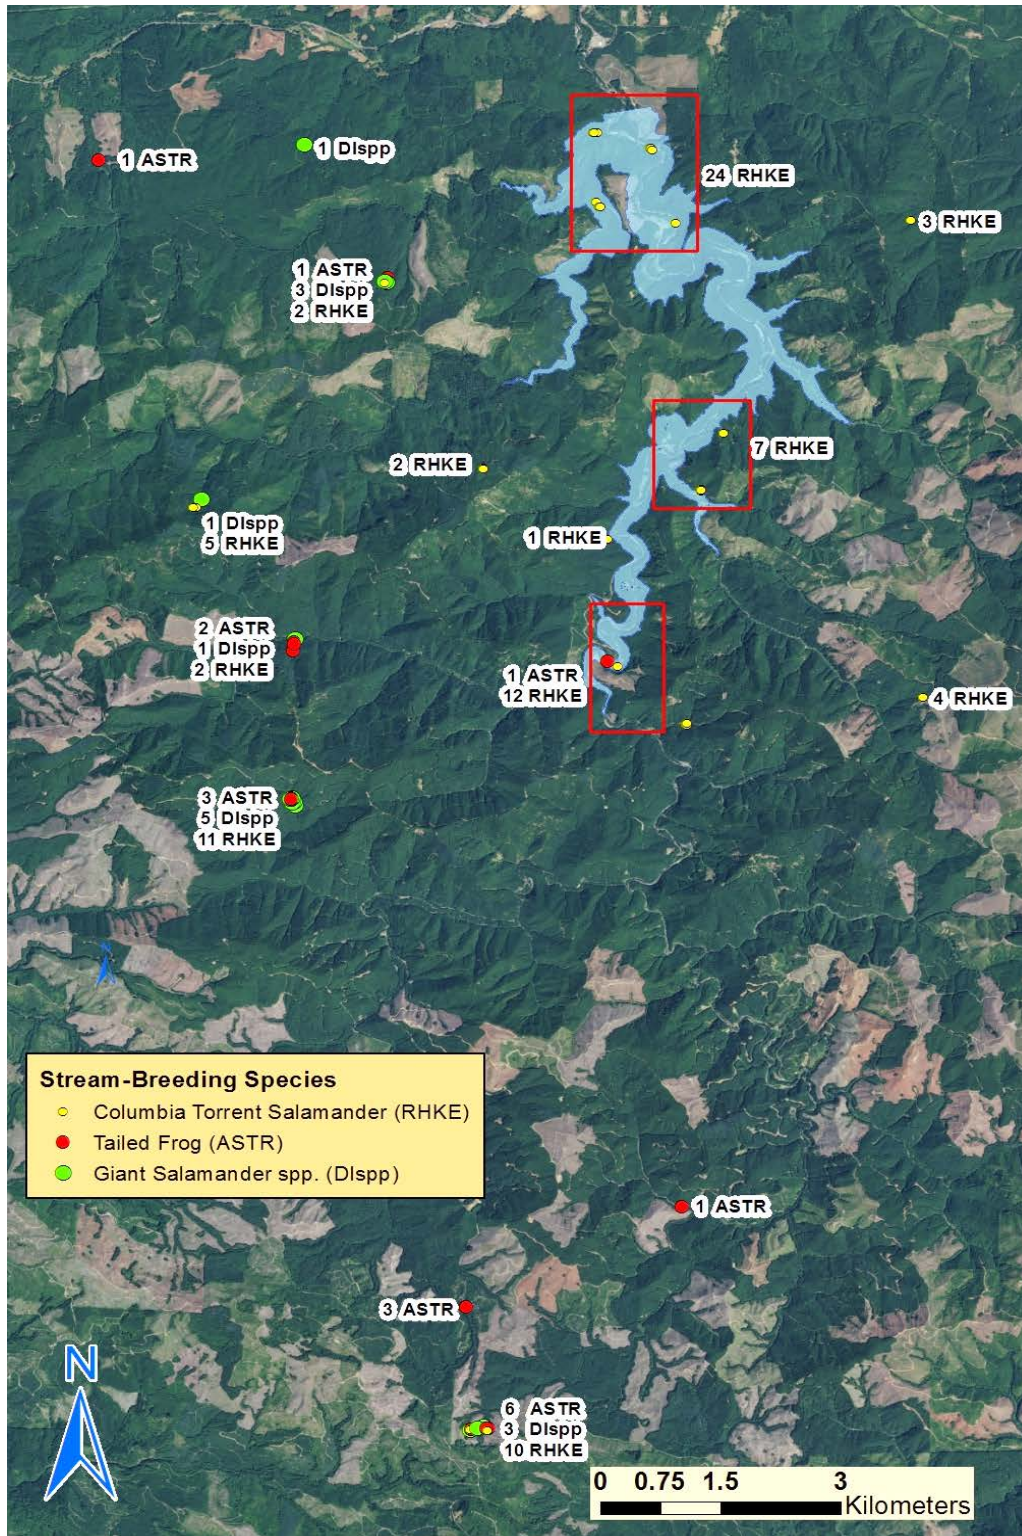 1 ASTR
1 DIspp
24 RHKE
3 RHKE
1 ASTR
3 DIspp
2 RHKE
2 RHKE
7 RHKE
1 DIspp
5 RHKE
1 RHKE
2 ASTR
1 DIspp
2 RHKE
1 ASTR
12 RHKE
4 RHKE
3 ASTR
5 DIspp
11 RHKE
Stream-Breeding Species
Columbia Torrent Salamander (RHKE)
Tailed Frog (ASTR)
Giant Salamander spp. (DIspp)
1 ASTR
3 ASTR
N
6 ASTR
3 DIspp
10 RHKE
0 0.75 1.5 3
Kilometers